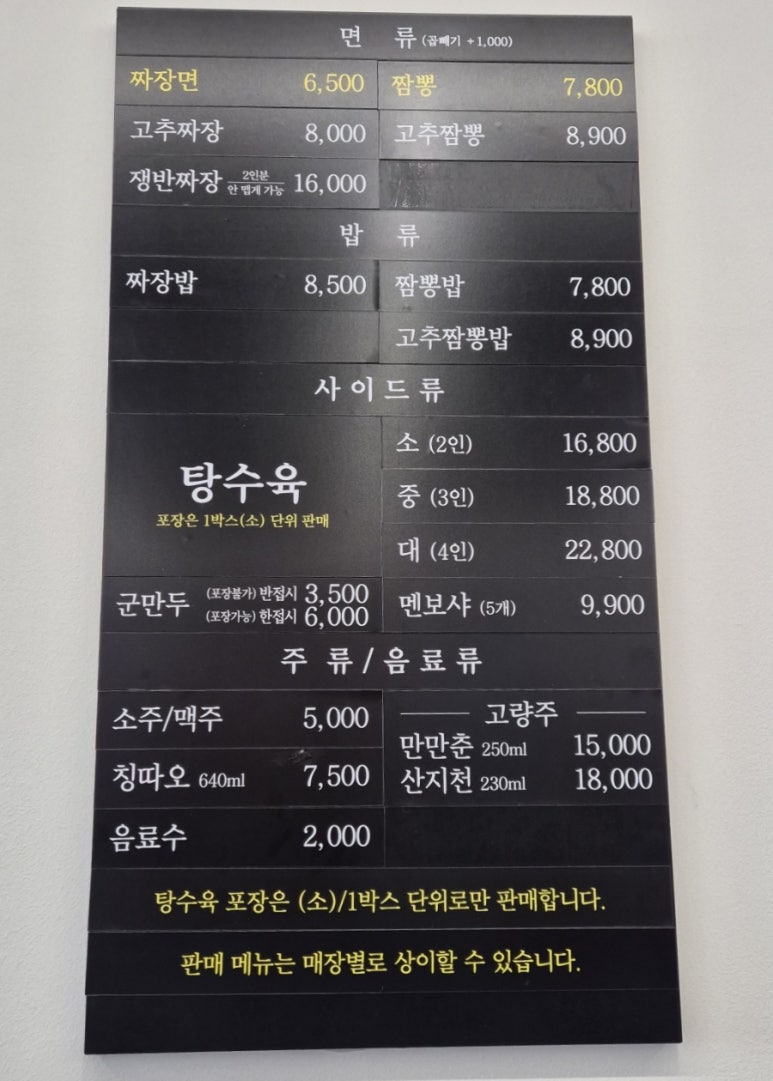 면 류 (곱빼기 +1,000)
짜장면 6,500 짬뽕 7,800
고추짜장 8,000 고추짬뽕 8,900
쟁반짜장 2인분 안 맵게 가능 16,000
밥 류
짜장밥 8,500 짬뽕밥 7,800
고추짬뽕밥 8,900
사이드류
탕수육
포장은 1박스(소) 단위 판매
소 (2인) 16,800
중 (3인) 18,800
대 (4인) 22,800
군만두 (포장불가) 반접시 3,500
(포장가능) 한접시 6,000
멘보샤 (5개) 9,900
주 류 / 음료류
소주/맥주 5,000
칭따오 640ml 7,500
음료수 2,000
고량주
만만춘 250ml 15,000
산지천 230ml 18,000
탕수육 포장은 (소)/1박스 단위로만 판매합니다.
판매 메뉴는 매장별로 상이할 수 있습니다.